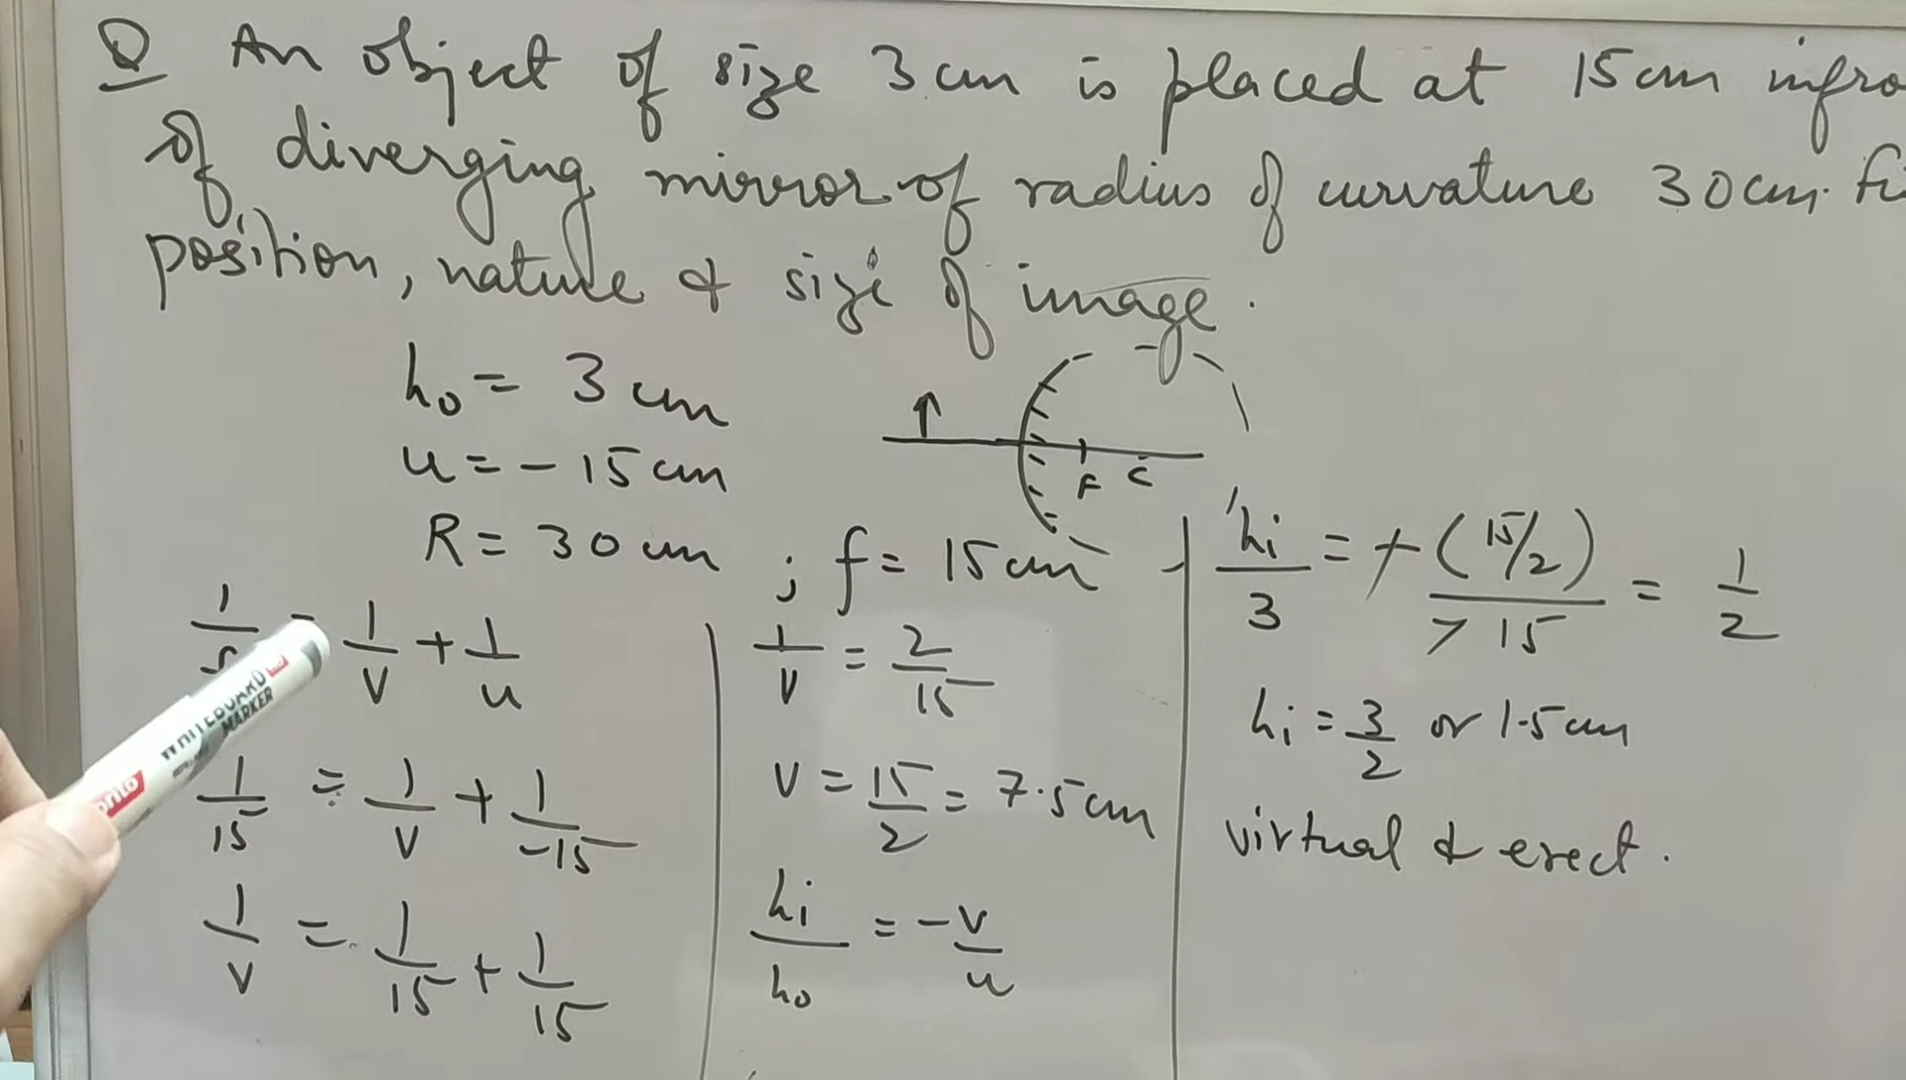 Q An object of size 3 cm is placed at 15 cm infro
of diverging mirror of radius of curvature 30 cm. fi
position, nature & size of image.
h₀ = 3 cm
u = - 15 cm
R = 30 cm ; f = 15 cm
F C
1/f = 1/v + 1/u
1/15 = 1/v + 1/-15
1/v = 1/15 + 1/15
1/v = 2/15
v = 15/2 = 7.5 cm
hi/h₀ = -v/u
hi/3 = -(15/2)/-15 = 1/2
hi = 3/2 or 1.5 cm
virtual & erect.
WHITEBOARD
MARKER